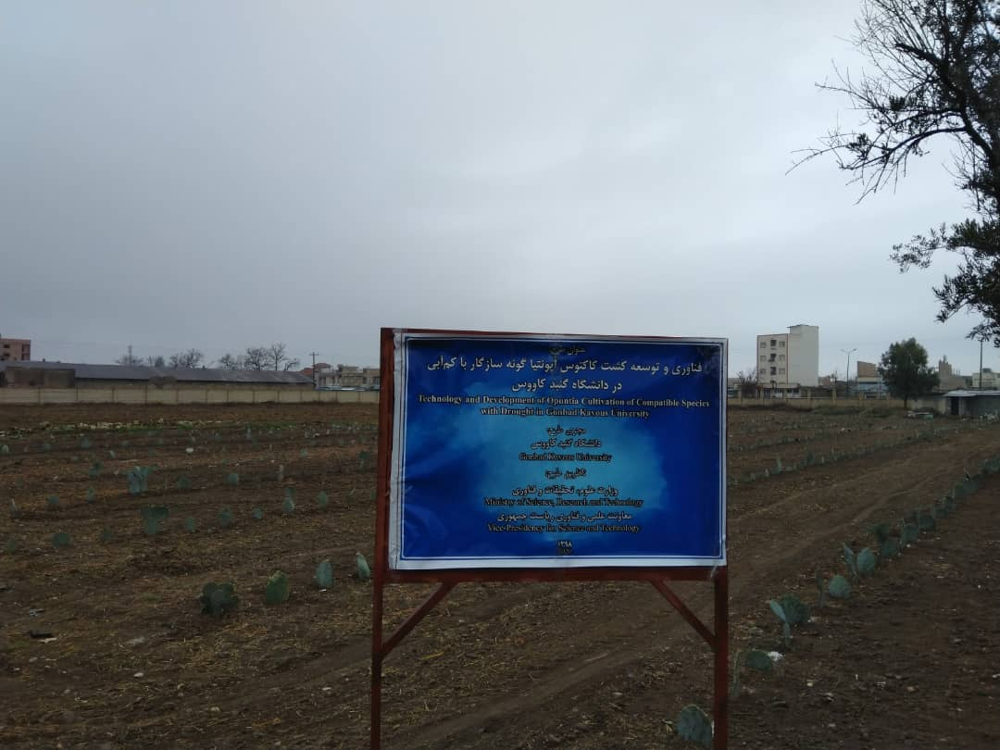 عنوان طرح:
فناوری و توسعه کشت کاکتوس آپونتیا گونه سازگار با کم‌آبی
در دانشگاه گنبد کاووس
Technology and Development of Opuntia Cultivation of Compatible Species
with Drought in Gonbad Kavous University
مجری طرح:
دانشگاه گنبد کاووس
Gonbad Kavous University
ناظرین طرح:
وزارت علوم، تحقیقات و فناوری
Ministry of Science, Research and Technology
معاونت علمی و فناوری ریاست جمهوری
Vice-Presidency for Science and Technology
۱۳۹۸